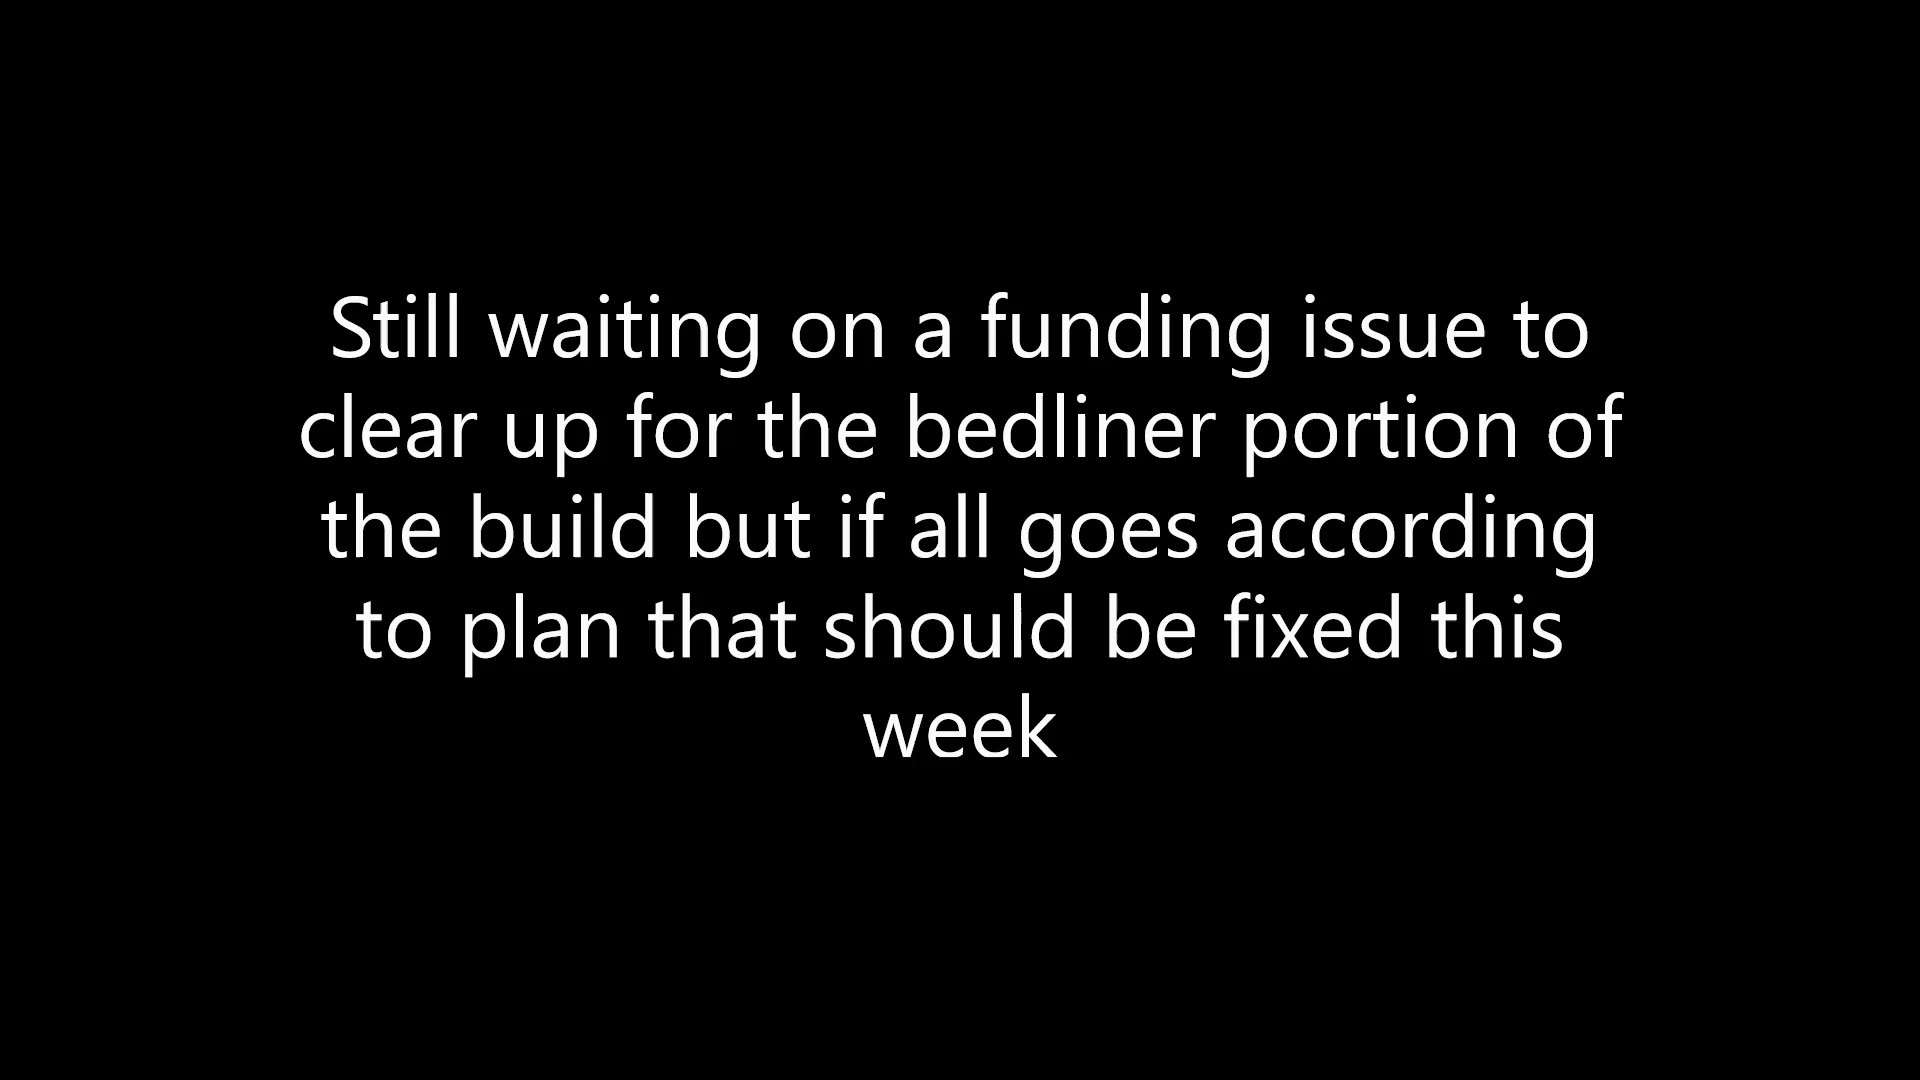 Still waiting on a funding issue to
clear up for the bedliner portion of
the build but if all goes according
to plan that should be fixed this
week